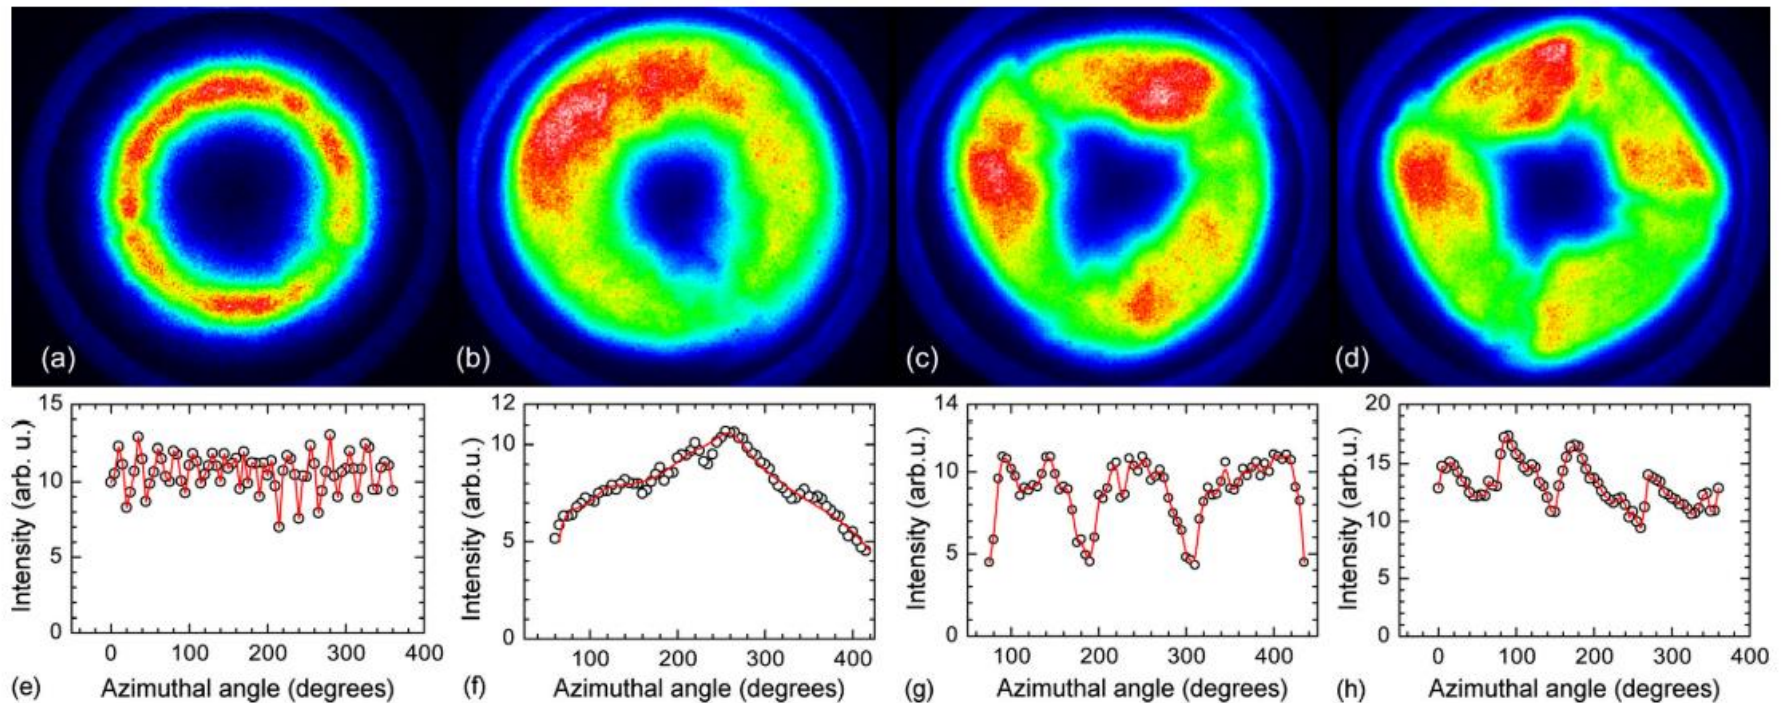 (a) (b) (c) (d)
15 10 5 0
Intensity (arb. u.)
0 100 200 300 400
(e) Azimuthal angle (degrees)
12 10 5 0
Intensity (arb.u.)
100 200 300 400
(f) Azimuthal angle (degrees)
14 10 5 0
Intensity (arb.u.)
100 200 300 400
(g) Azimuthal angle (degrees)
20 15 10 5 0
Intensity (arb.u.)
0 100 200 300 400
(h) Azimuthal angle (degrees)